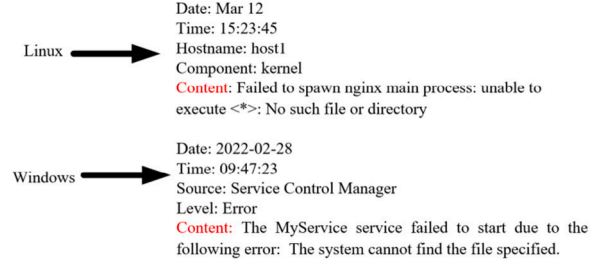 Date: Mar 12
Time: 15:23:45
Linux
Hostname: host1
Component: kernel
Content: Failed to spawn nginx main process: unable to
execute <*>: No such file or directory
Date: 2022-02-28
Time: 09:47:23
Windows
Source: Service Control Manager
Level: Error
Content: The MyService service failed to start due to the
following error: The system cannot find the file specified.